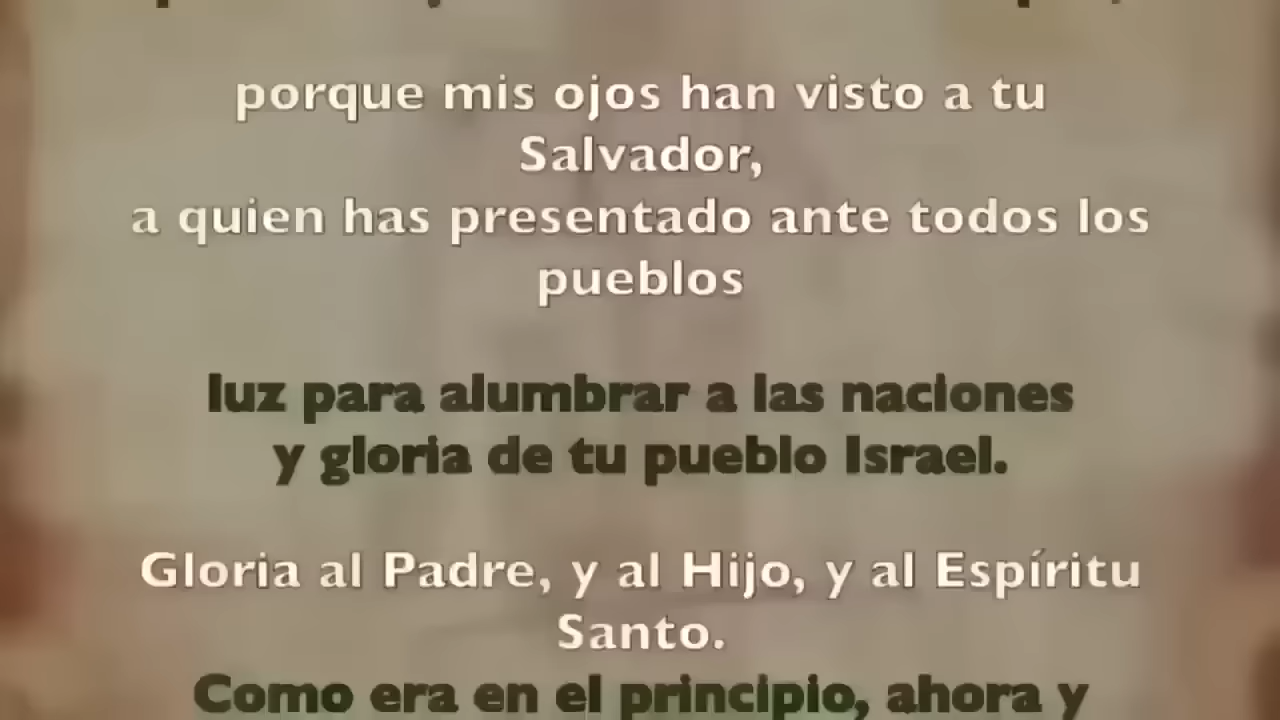 porque mis ojos han visto a tu
Salvador,
a quien has presentado ante todos los
pueblos
luz para alumbrar a las naciones
y gloria de tu pueblo Israel.
Gloria al Padre, y al Hijo, y al Espíritu
Santo.
Como era en el principio, ahora y